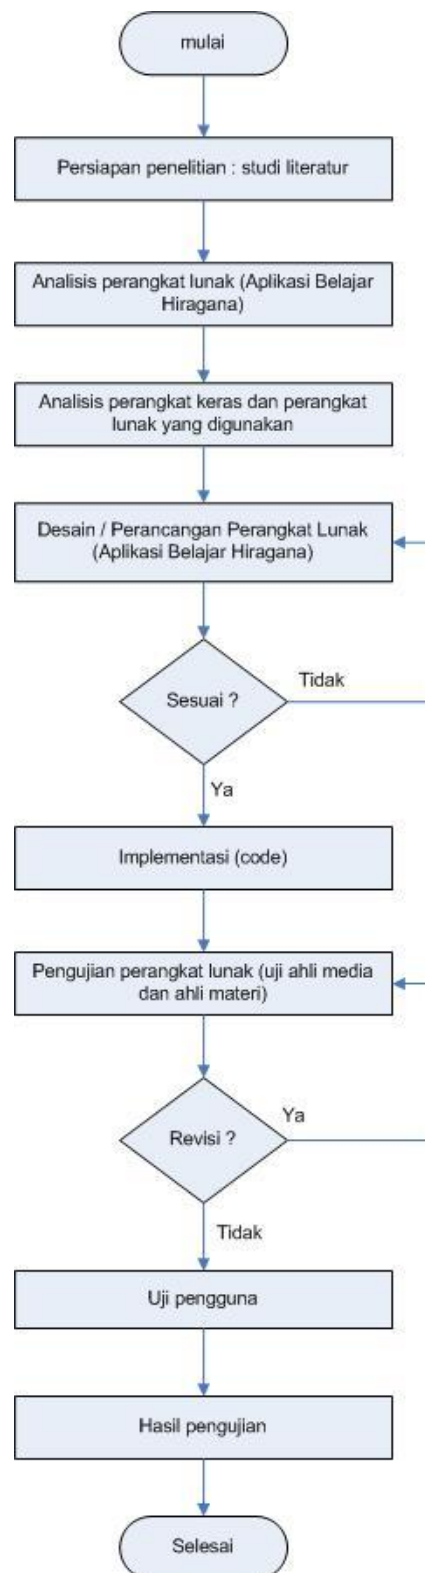 mulai
Persiapan penelitian : studi literatur
Analisis perangkat lunak (Aplikasi Belajar
Hiragana)
Analisis perangkat keras dan perangkat
lunak yang digunakan
Desain / Perancangan Perangkat Lunak
(Aplikasi Belajar Hiragana)
Sesuai ?
Tidak
Ya
Implementasi (code)
Pengujian perangkat lunak (uji ahli media
dan ahli materi)
Revisi ?
Ya
Tidak
Uji pengguna
Hasil pengujian
Selesai